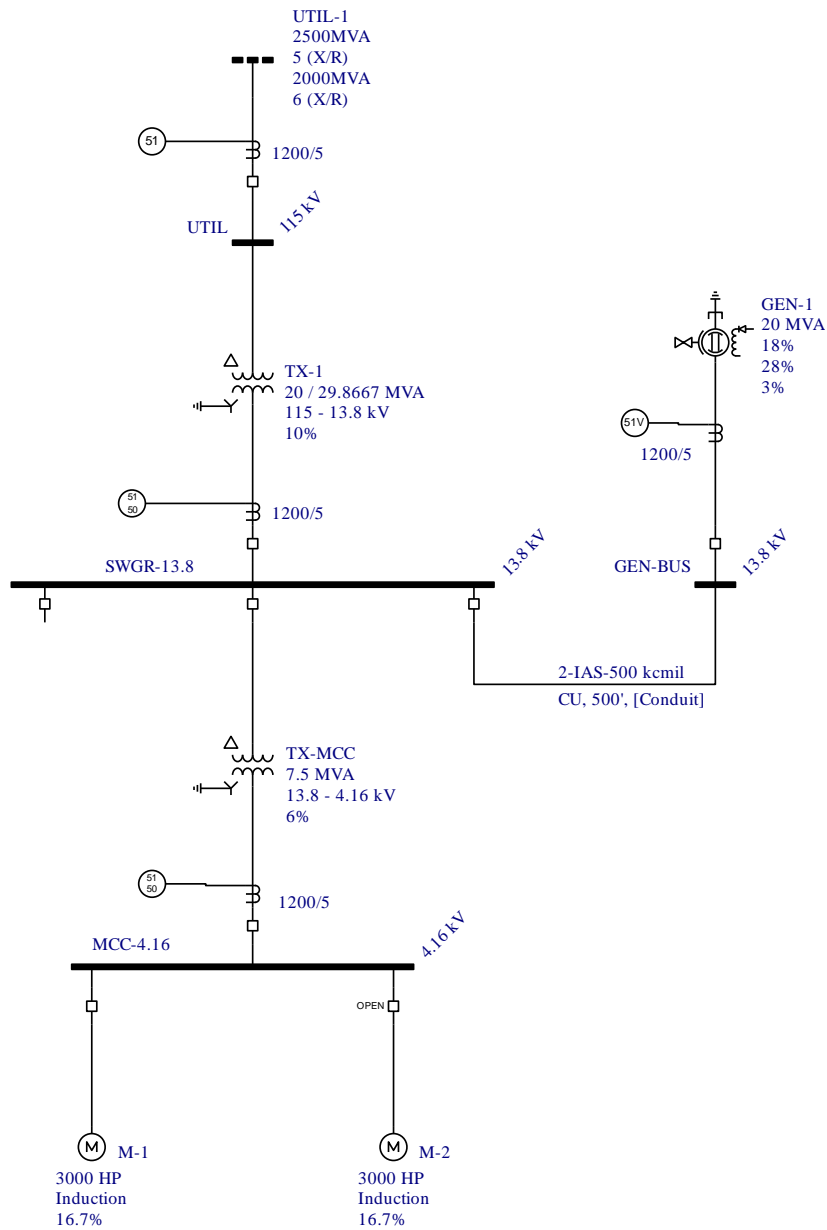 UTIL-1
2500MVA
5 (X/R)
2000MVA
6 (X/R)
51
1200/5
UTIL
115 kV
TX-1
20 / 29.8667 MVA
115 - 13.8 kV
10%
GEN-1
20 MVA
18%
28%
3%
51V
1200/5
51
50
1200/5
SWGR-13.8
13.8 kV
GEN-BUS
13.8 kV
2-IAS-500 kcmil
CU, 500', [Conduit]
TX-MCC
7.5 MVA
13.8 - 4.16 kV
6%
51
50
1200/5
MCC-4.16
4.16 kV
OPEN
M
M-1
3000 HP
Induction
16.7%
M
M-2
3000 HP
Induction
16.7%